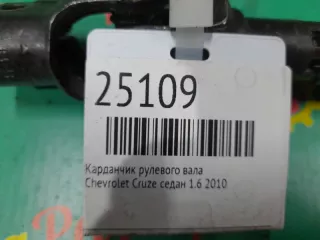 25109
Карданчик рулевого вала
Chevrolet Cruze седан 1.6 2010